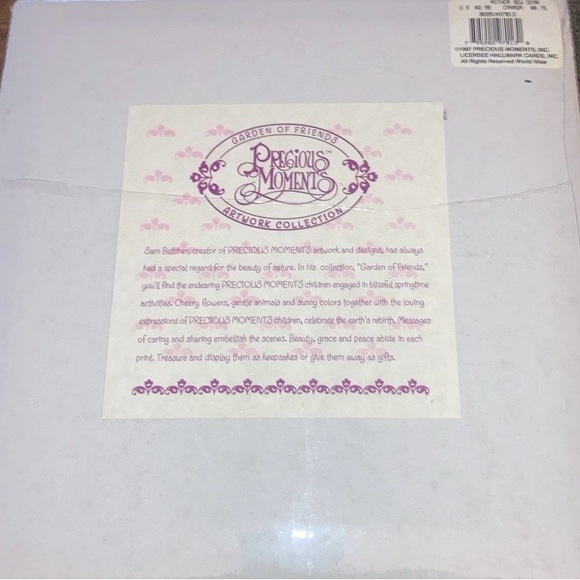 GARDEN OF FRIENDS
PRECIOUS™
MOMENTS
ARTWORK COLLECTION
Sam Butcher, creator of PRECIOUS MOMENTS artwork and designs, has always
had a special regard for the beauty of nature. In his collection, "Garden of Friends,"
you'll find the endearing PRECIOUS MOMENTS children engaged in blissful springtime
activities. Cheery flowers, gentle animals and sunny colors together with the loving
expressions of PRECIOUS MOMENTS children, celebrate the earth's rebirth. Messages
of caring and sharing embellish the scenes. Beauty, grace and peace abide in each
print. Treasure and display them as keepsakes or give them away as gifts.
©1997 PRECIOUS MOMENTS, INC.
LICENSEE HALLMARK CARDS, INC.
All Rights Reserved World Wide